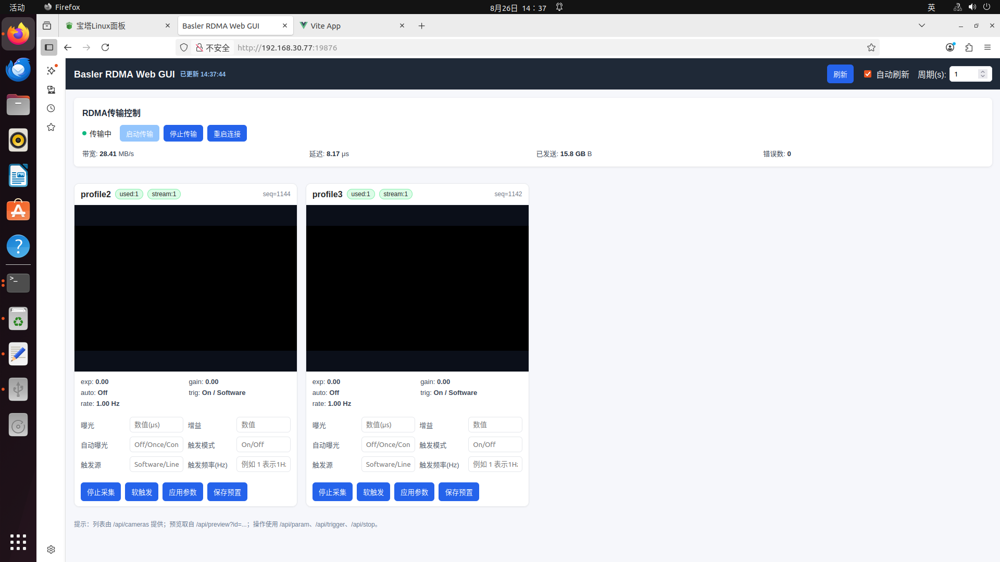 活动 Firefox 8月26日 14：37 英
宝塔Linux面板 Basler RDMA Web GUI Vite App
不安全 http://192.168.30.77:19876
Basler RDMA Web GUI 已更新 14:37:44 刷新 自动刷新 周期(s): 1
RDMA传输控制
传输中 启动传输 停止传输 重启连接
带宽: 28.41 MB/s 延迟: 8.17 μs 已发送: 15.8 GB B 错误数: 0
profile2 used:1 stream:1 seq=1144
exp: 0.00 gain: 0.00
auto: Off trig: On / Software
rate: 1.00 Hz
曝光 数值(μs) 增益 数值
自动曝光 Off/Once/Con 触发模式 On/Off
触发源 Software/Line 触发频率(Hz) 例如 1 表示1Hz
停止采集 软触发 应用参数 保存预置
profile3 used:1 stream:1 seq=1142
exp: 0.00 gain: 0.00
auto: Off trig: On / Software
rate: 1.00 Hz
曝光 数值(μs) 增益 数值
自动曝光 Off/Once/Con 触发模式 On/Off
触发源 Software/Line 触发频率(Hz) 例如 1 表示1Hz
停止采集 软触发 应用参数 保存预置
提示：列表由 /api/cameras 提供；预览取自 /api/preview?id=...；操作使用 /api/param、/api/trigger、/api/stop。